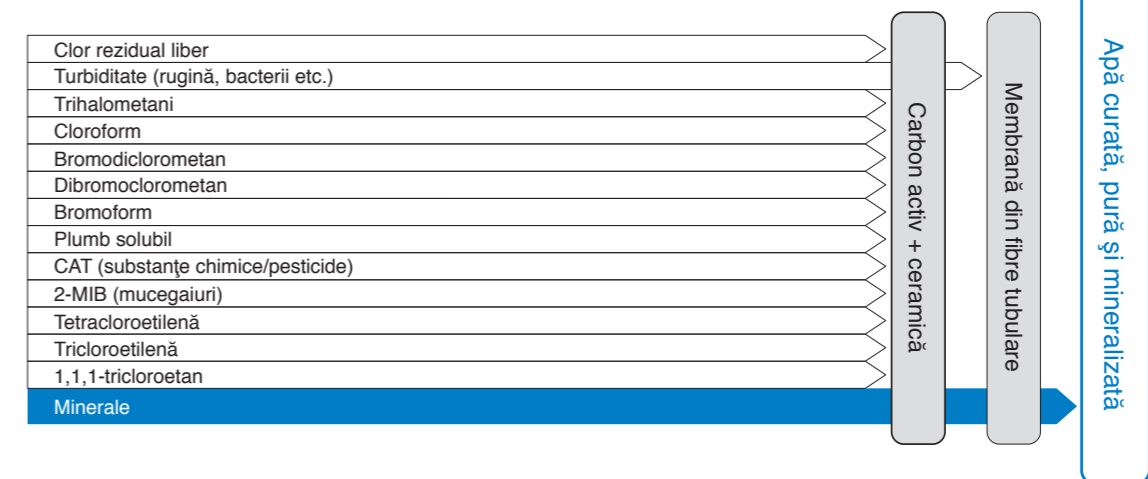 Clor rezidual liber
Turbiditate (rugină, bacterii etc.)
Trihalometani
Cloroform
Bromodiclorometan
Dibromoclorometan
Bromoform
Plumb solubil
CAT (substanţe chimice/pesticide)
2-MIB (mucegaiuri)
Tetracloroetilenă
Tricloroetilenă
1,1,1-tricloroetan
Minerale
Carbon activ + ceramică
Membrană din fibre tubulare
Apă curată, pură şi mineralizată